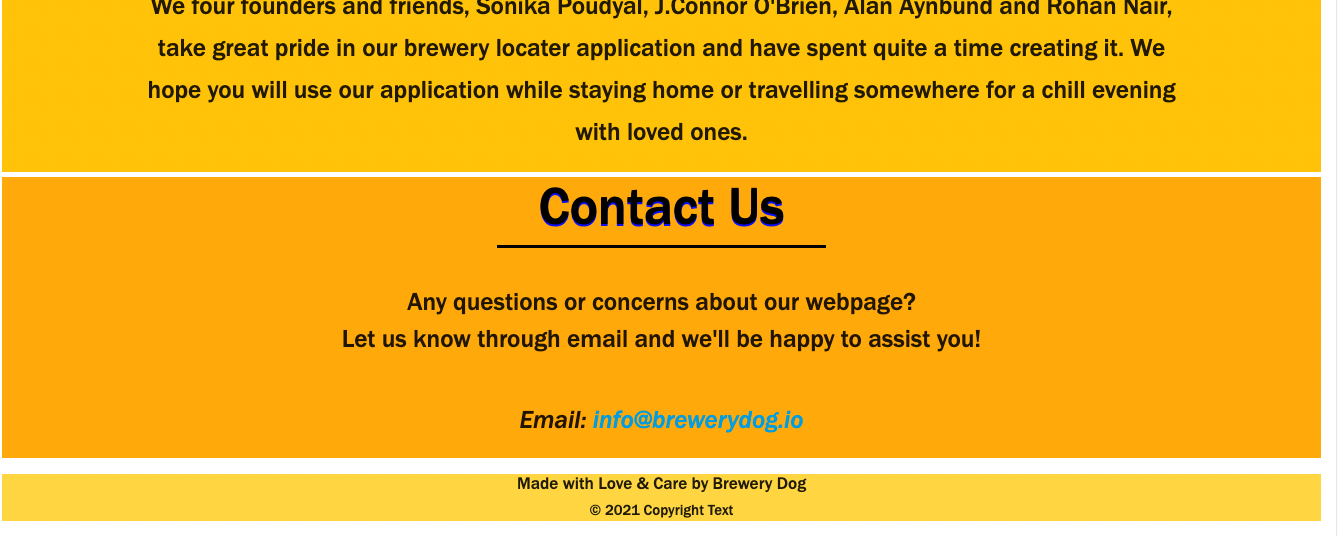 We four founders and friends, Sonika Poudyal, J.Connor O'Brien, Alan Aynbund and Rohan Nair,
take great pride in our brewery locater application and have spent quite a time creating it. We
hope you will use our application while staying home or travelling somewhere for a chill evening
with loved ones.
Contact Us
Any questions or concerns about our webpage?
Let us know through email and we'll be happy to assist you!
Email: info@brewerydog.io
Made with Love & Care by Brewery Dog
© 2021 Copyright Text